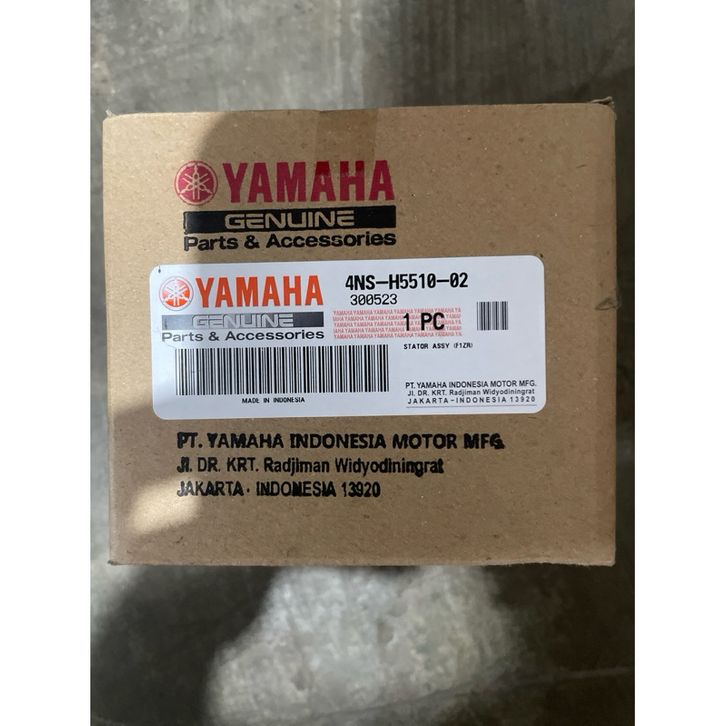 YAMAHA
GENUINE
Parts & Accessories
YAMAHA
GENUINE
Parts & Accessories
4NS-H5510-02
300523
1 PC
STATOR ASSY (F1ZR)
MADE IN INDONESIA
PT. YAMAHA INDONESIA MOTOR MFG.
Jl. DR. KRT. Radjiman Widyodiningrat
JAKARTA-INDONESIA 13920
PT. YAMAHA INDONESIA MOTOR MFG.
Jl. DR. KRT. Radjiman Widyodiningrat
JAKARTA - INDONESIA 13920